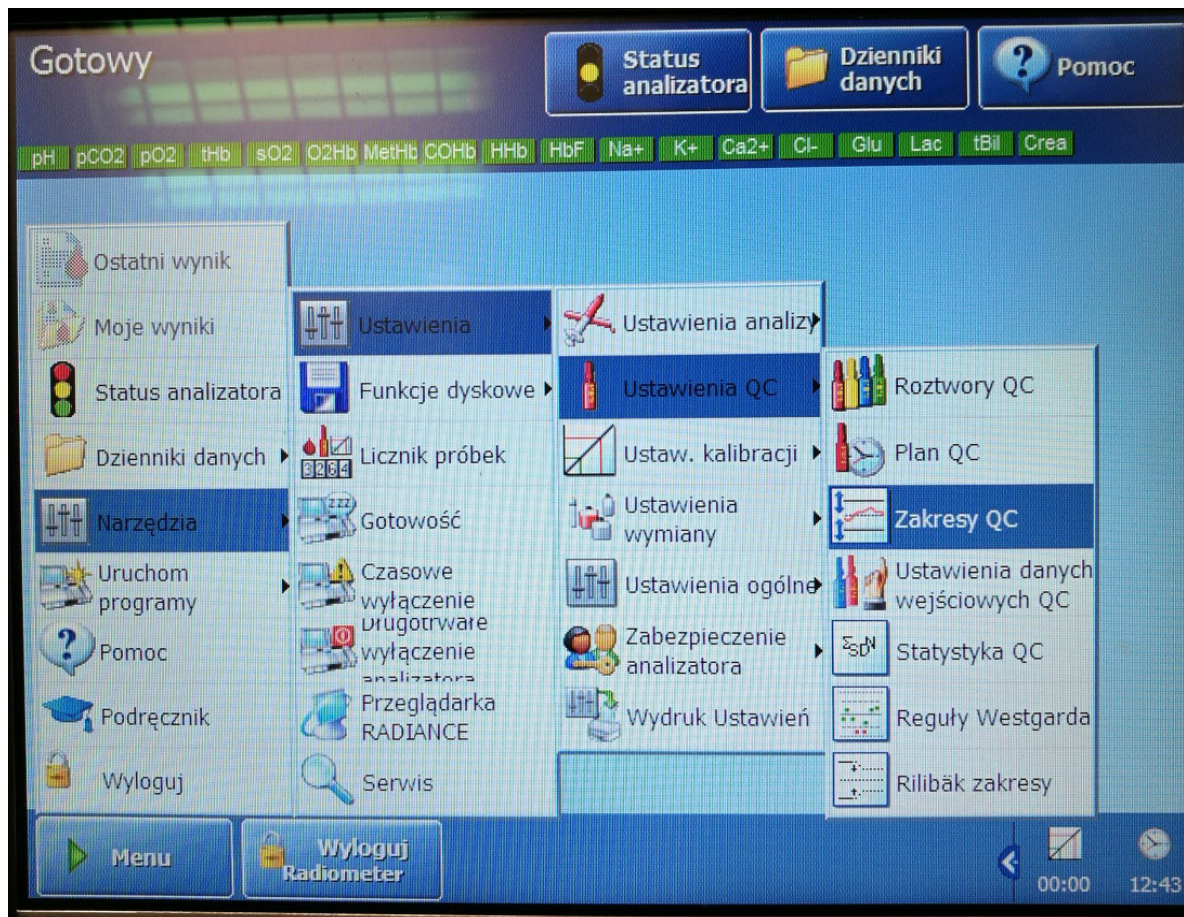 Gotowy
Status
analizatora
Dzienniki
danych
Pomoc
pH pCO2 pO2 tHb sO2 O2Hb MetHb COHb HHb HbF Na+ K+ Ca2+ Cl- Glu Lac tBil Crea
Ostatni wynik
Moje wyniki
Status analizatora
Dzienniki danych
Narzędzia
Uruchom
programy
Pomoc
Podręcznik
Wyloguj
Ustawienia
Funkcje dyskowe
3264
Licznik próbek
zzz
Gotowość
Czasowe
wyłączenie
Długotrwałe
wyłączenie
analizatora
Przeglądarka
RADIANCE
Serwis
Ustawienia analizy
Ustawienia QC
Ustaw. kalibracji
Ustawienia
wymiany
Ustawienia ogólne
Zabezpieczenie
analizatora
Wydruk Ustawień
Roztwory QC
Plan QC
Zakresy QC
Ustawienia danych
wejściowych QC
ΣSDN
Statystyka QC
Reguły Westgarda
Rilibäk zakresy
Menu
Wyloguj
Radiometer
00:00
12:43